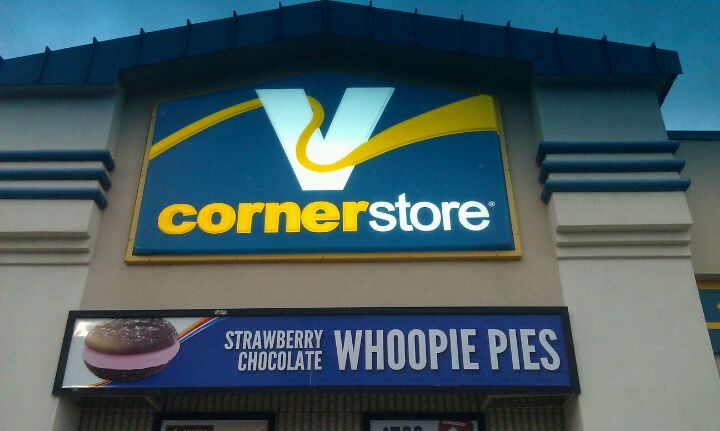 V
cornerstore®
STRAWBERRY
CHOCOLATE
WHOOPIE PIES